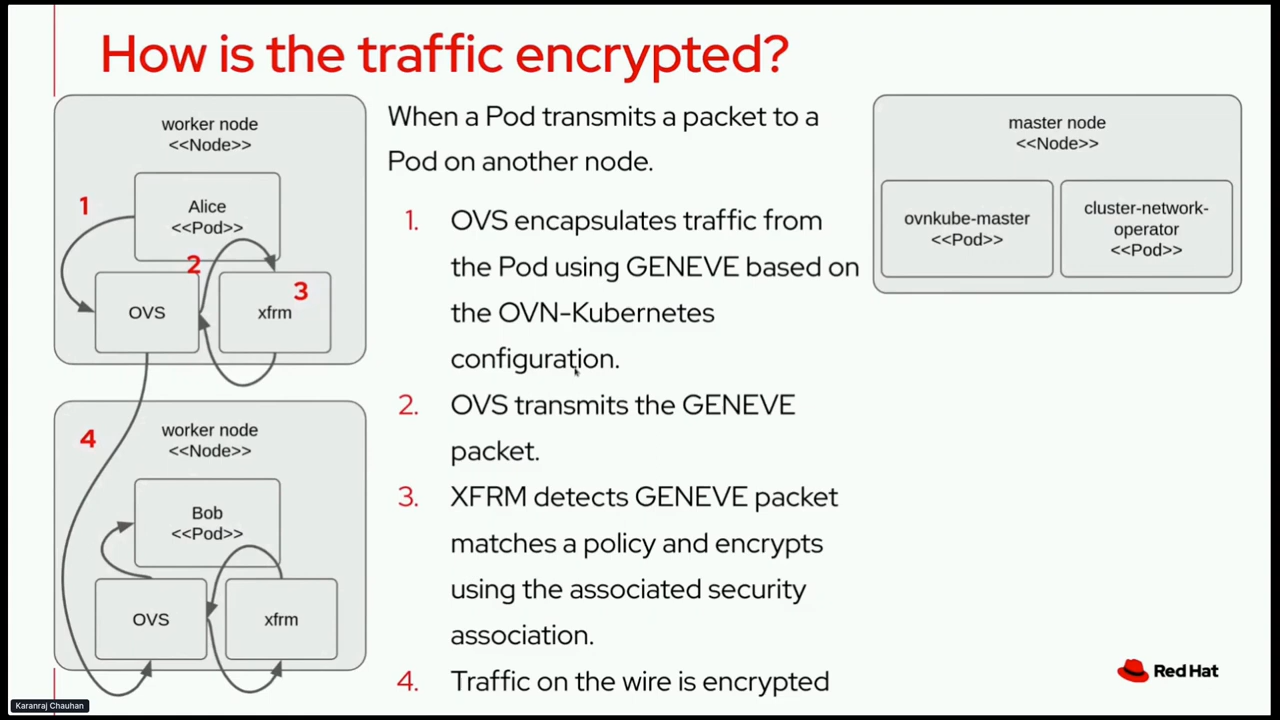 How is the traffic encrypted?
worker node
<<Node>>
1
Alice
<<Pod>>
2
3
OVS
xfrm
4
worker node
<<Node>>
Bob
<<Pod>>
OVS
xfrm
When a Pod transmits a packet to a
Pod on another node.
1. OVS encapsulates traffic from
the Pod using GENEVE based on
the OVN-Kubernetes
configuration.
2. OVS transmits the GENEVE
packet.
3. XFRM detects GENEVE packet
matches a policy and encrypts
using the associated security
association.
4. Traffic on the wire is encrypted
master node
<<Node>>
ovnkube-master
<<Pod>>
cluster-network-
operator
<<Pod>>
Red Hat
Karanraj Chauhan